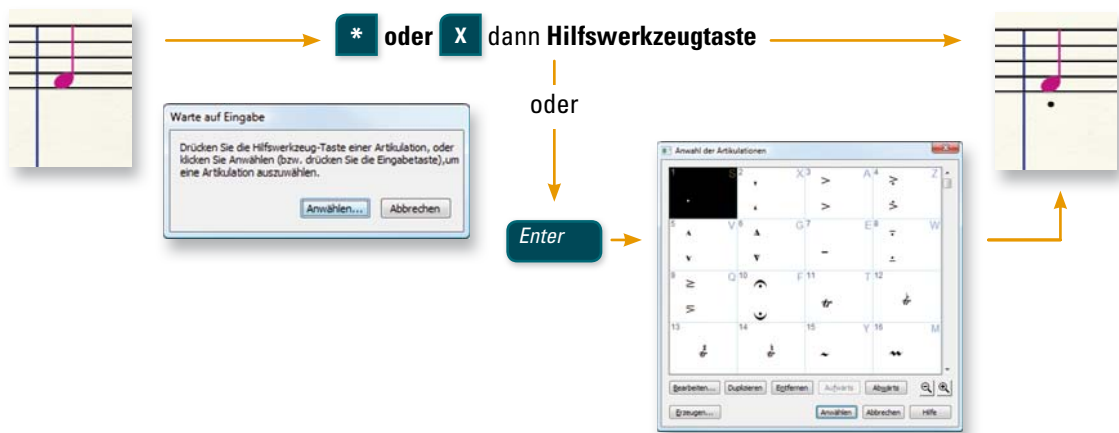 * oder X dann Hilfswerkzeugtaste
oder
Warte auf Eingabe
Drücken Sie die Hilfswerkzeug-Taste einer Artikulation, oder
klicken Sie Anwählen (bzw. drücken Sie die Eingabetaste),um
eine Artikulation auszuwählen.
Anwählen... Abbrechen
Enter
Anwahl der Artikulationen
1 S 2 X 3 A 4 Z
5 V 6 G 7 E 8 W
9 Q 10 F 11 T 12
tr
13 14 15 Y 16 M
Bearbeiten... Duplizieren Entfernen Aufwärts Abwärts
Erzeugen... Anwählen Abbrechen Hilfe